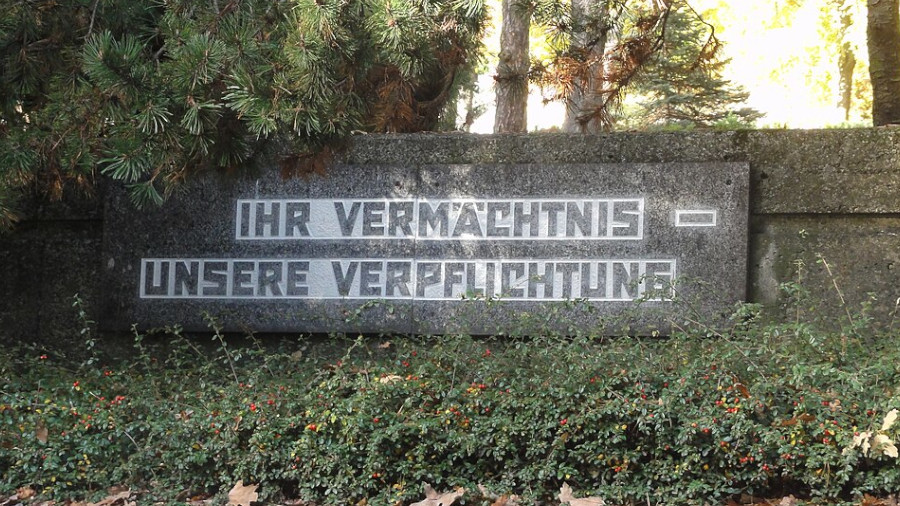 IHR VERMÄCHTNIS -
UNSERE VERPFLICHTUNG